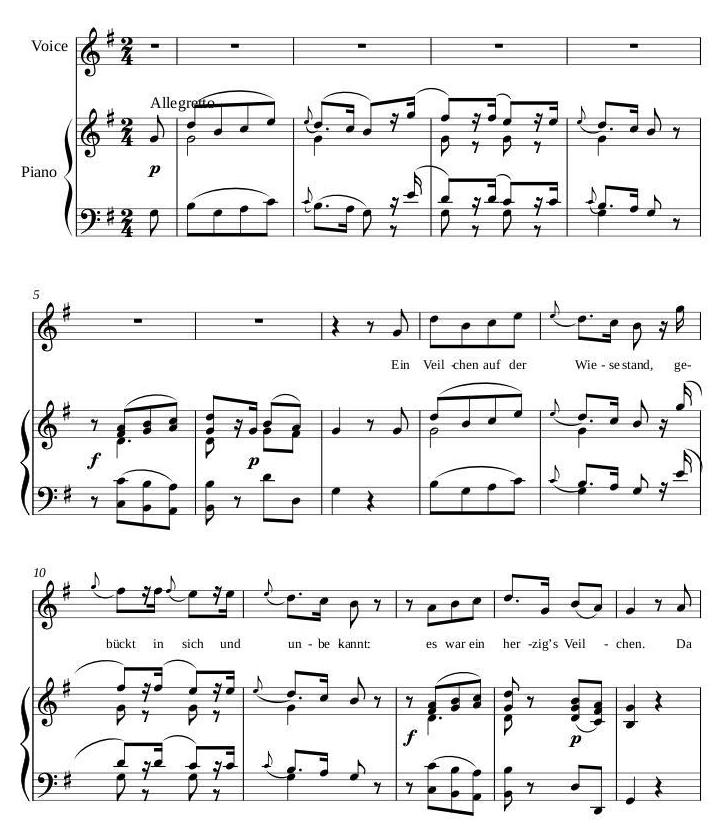 Voice
Allegretto
p
Piano
5
Ein Veil - chen auf der Wie - se stand, ge-
f p
10
bückt in sich und un - be kannt: es war ein her - zig's Veil - chen. Da
f p